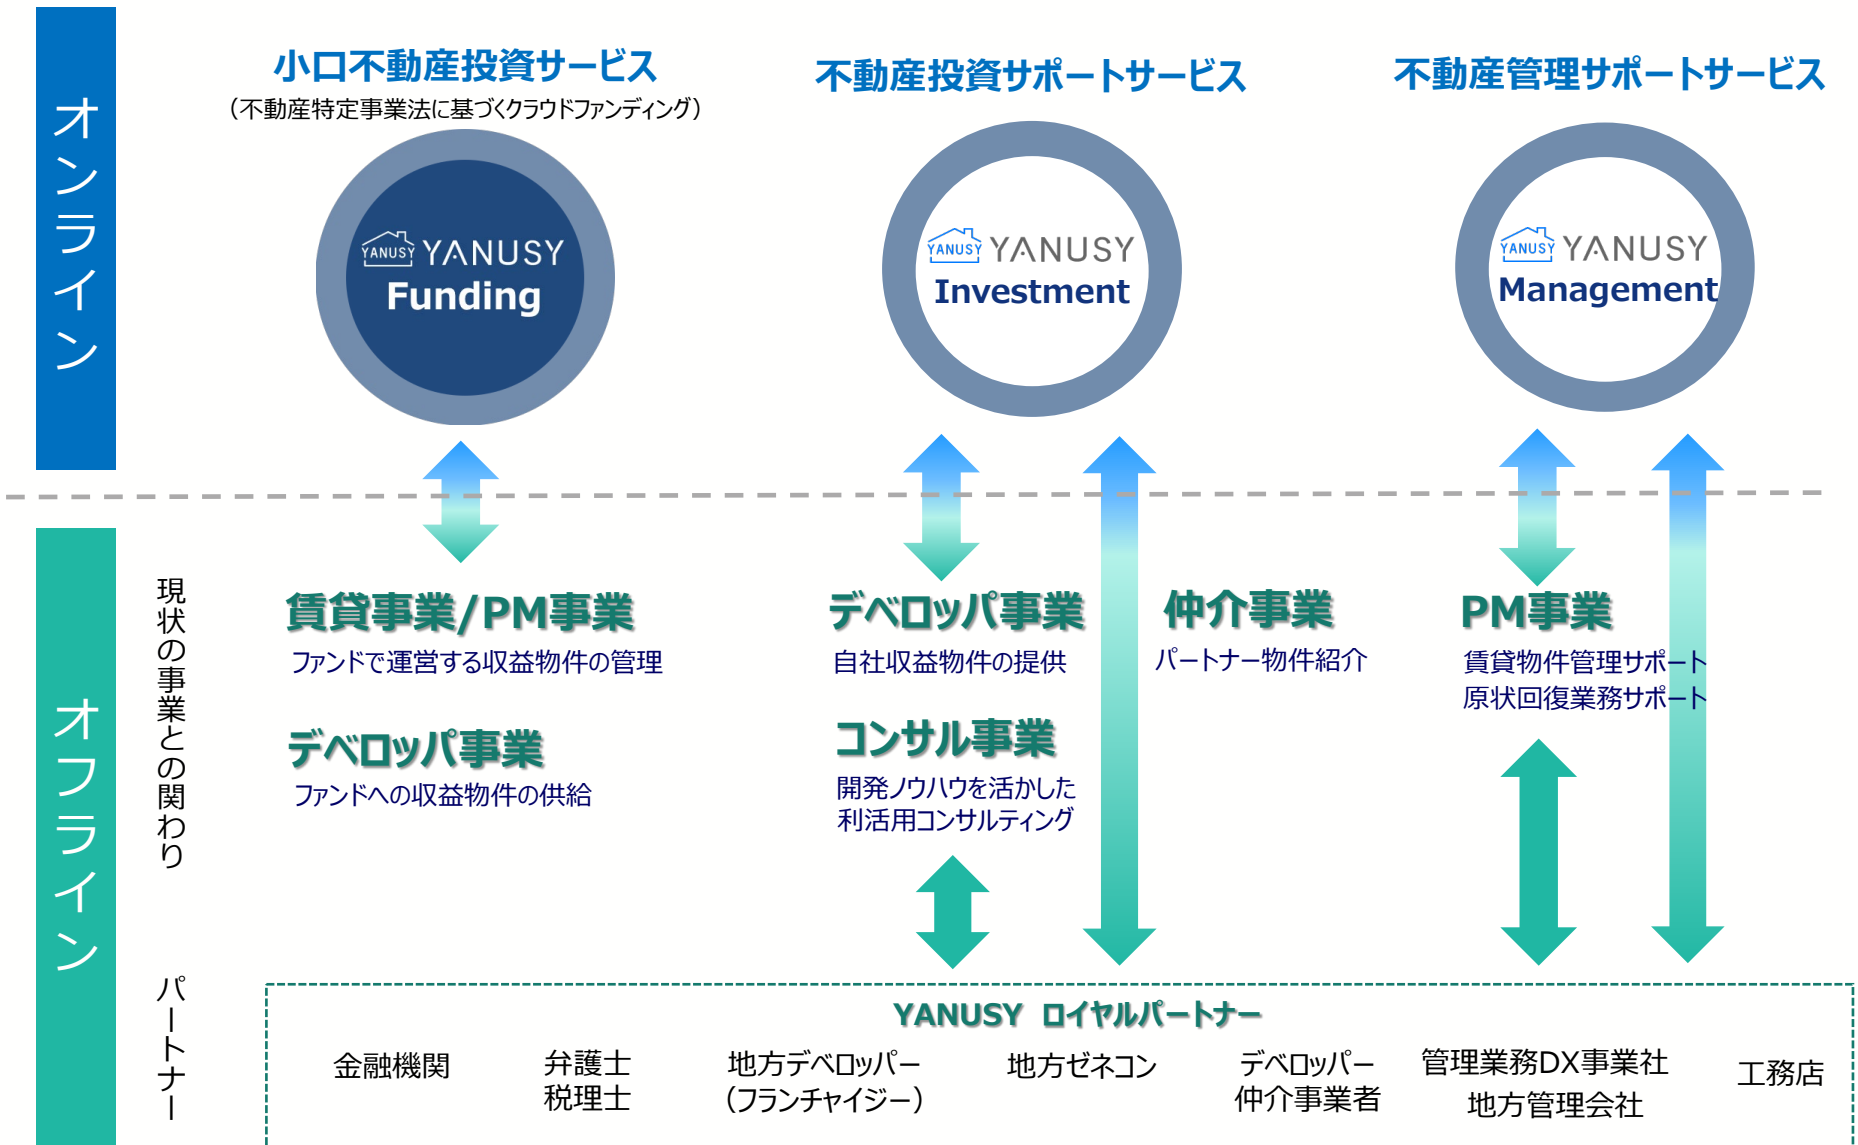 オンライン
小口不動産投資サービス
（不動産特定事業法に基づくクラウドファンディング）
YANUSY YANUSY
Funding
不動産投資サポートサービス
YANUSY YANUSY
Investment
不動産管理サポートサービス
YANUSY YANUSY
Management
オフライン
現状の事業との関わり
賃貸事業/PM事業
ファンドで運営する収益物件の管理
デベロッパ事業
ファンドへの収益物件の供給
デベロッパ事業
自社収益物件の提供
コンサル事業
開発ノウハウを活かした
利活用コンサルティング
仲介事業
パートナー物件紹介
PM事業
賃貸物件管理サポート
原状回復業務サポート
パートナー
YANUSY ロイヤルパートナー
金融機関
弁護士
税理士
地方デベロッパー
（フランチャイジー）
地方ゼネコン
デベロッパー
仲介事業者
管理業務DX事業社
地方管理会社
工務店